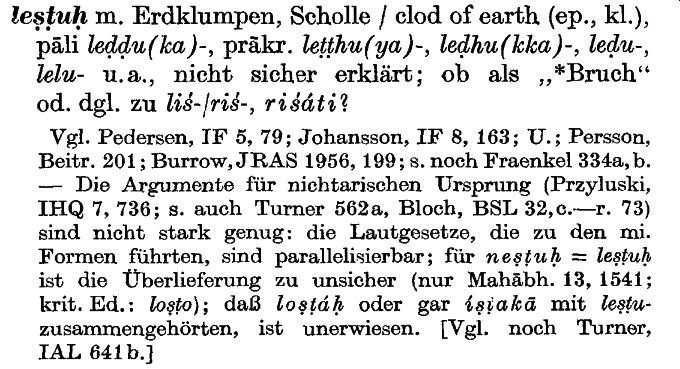 leṣṭuḥ m. Erdklumpen, Scholle / clod of earth (ep., kl.),
pāli leḍḍu(ka)-, prākr. leṭṭhu(ya)-, leḍhu(kka)-, leḍu-,
lelu- u. a., nicht sicher erklärt; ob als „*Bruch“
od. dgl. zu liś-/riś-, riśáti?
Vgl. Pedersen, IF 5, 79; Johansson, IF 8, 163; U.; Persson,
Beitr. 201; Burrow, JRAS 1956, 199; s. noch Fraenkel 334a, b.
— Die Argumente für nichtarischen Ursprung (Przyluski,
IHQ 7, 736; s. auch Turner 562a, Bloch, BSL 32, c.—r. 73)
sind nicht stark genug: die Lautgesetze, die zu den mi.
Formen führten, sind parallelisierbar; für neṣṭuḥ = leṣṭuḥ
ist die Überlieferung zu unsicher (nur Mahābh. 13, 1541;
krit. Ed.: loṣṭo); daß loṣṭáḥ oder gar íṣṭakā mit leṣṭu-
zusammengehörten, ist unerwiesen. [Vgl. noch Turner,
IAL 641b.]